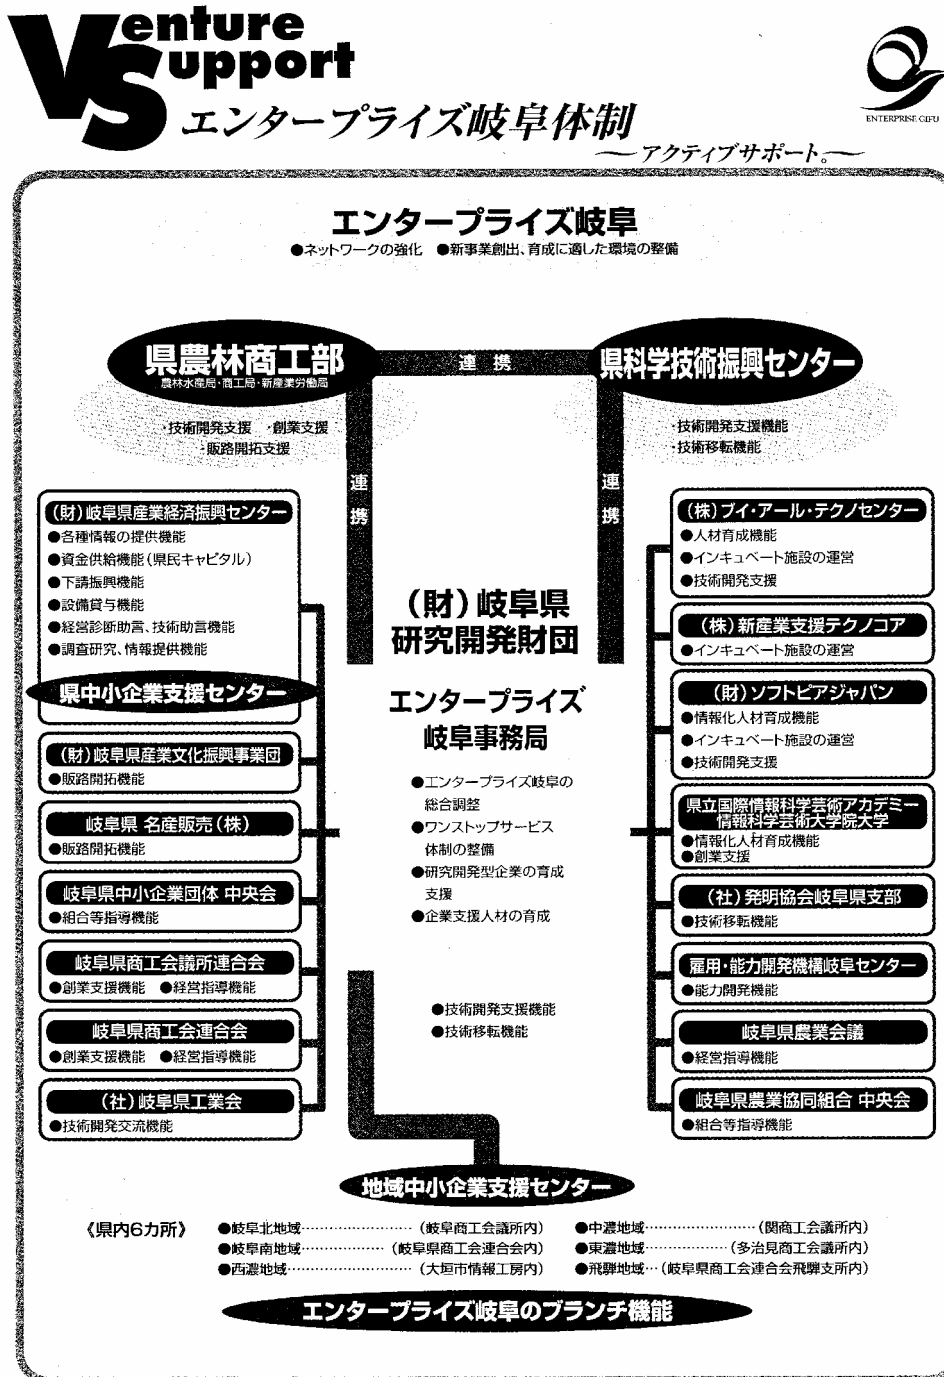 Venture
Support
エンタープライズ岐阜体制
〜アクティブサポート。〜
ENTERPRISE GIFU
エンタープライズ岐阜
●ネットワークの強化 ●新事業創出、育成に適した環境の整備
県農林商工部
農林水産局・商工局・新産業労働局
連携
県科学技術振興センター
・技術開発支援 ・創業支援
・販路開拓支援
・技術開発支援機能
・技術移転機能
連携
連携
(財)岐阜県産業経済振興センター
●各種情報の提供機能
●資金供給機能(県民キャピタル)
●下請振興機能
●設備貸与機能
●経営診断助言、技術助言機能
●調査研究、情報提供機能
県中小企業支援センター
(財)岐阜県産業文化振興事業団
●販路開拓機能
岐阜県 名産販売(株)
●販路開拓機能
岐阜県中小企業団体 中央会
●組合等指導機能
岐阜県商工会議所連合会
●創業支援機能 ●経営指導機能
岐阜県商工会連合会
●創業支援機能 ●経営指導機能
(社)岐阜県工業会
●技術開発交流機能
(財)岐阜県
研究開発財団
エンタープライズ
岐阜事務局
●エンタープライズ岐阜の
総合調整
●ワンストップサービス
体制の整備
●研究開発型企業の育成
支援
●企業支援人材の育成
●技術開発支援機能
●技術移転機能
(株)ブイ・アール・テクノセンター
●人材育成機能
●インキュベート施設の運営
●技術開発支援
(株)新産業支援テクノコア
●インキュベート施設の運営
(財)ソフトピアジャパン
●情報化人材育成機能
●インキュベート施設の運営
●技術開発支援
県立国際情報科学芸術アカデミー
情報科学芸術大学院大学
●情報化人材育成機能
●創業支援
(社)発明協会岐阜県支部
●技術移転機能
雇用・能力開発機構岐阜センター
●能力開発機能
岐阜県農業会議
●経営指導機能
岐阜県農業協同組合 中央会
●組合等指導機能
地域中小企業支援センター
《県内6カ所》
●岐阜北地域……………………(岐阜商工会議所内)
●岐阜南地域………………(岐阜県商工会連合会内)
●西濃地域………………………(大垣市情報工房内)
●中濃地域……………………(関商工会議所内)
●東濃地域………………(多治見商工会議所内)
●飛騨地域…(岐阜県商工会連合会飛騨支所内)
エンタープライズ岐阜のブランチ機能